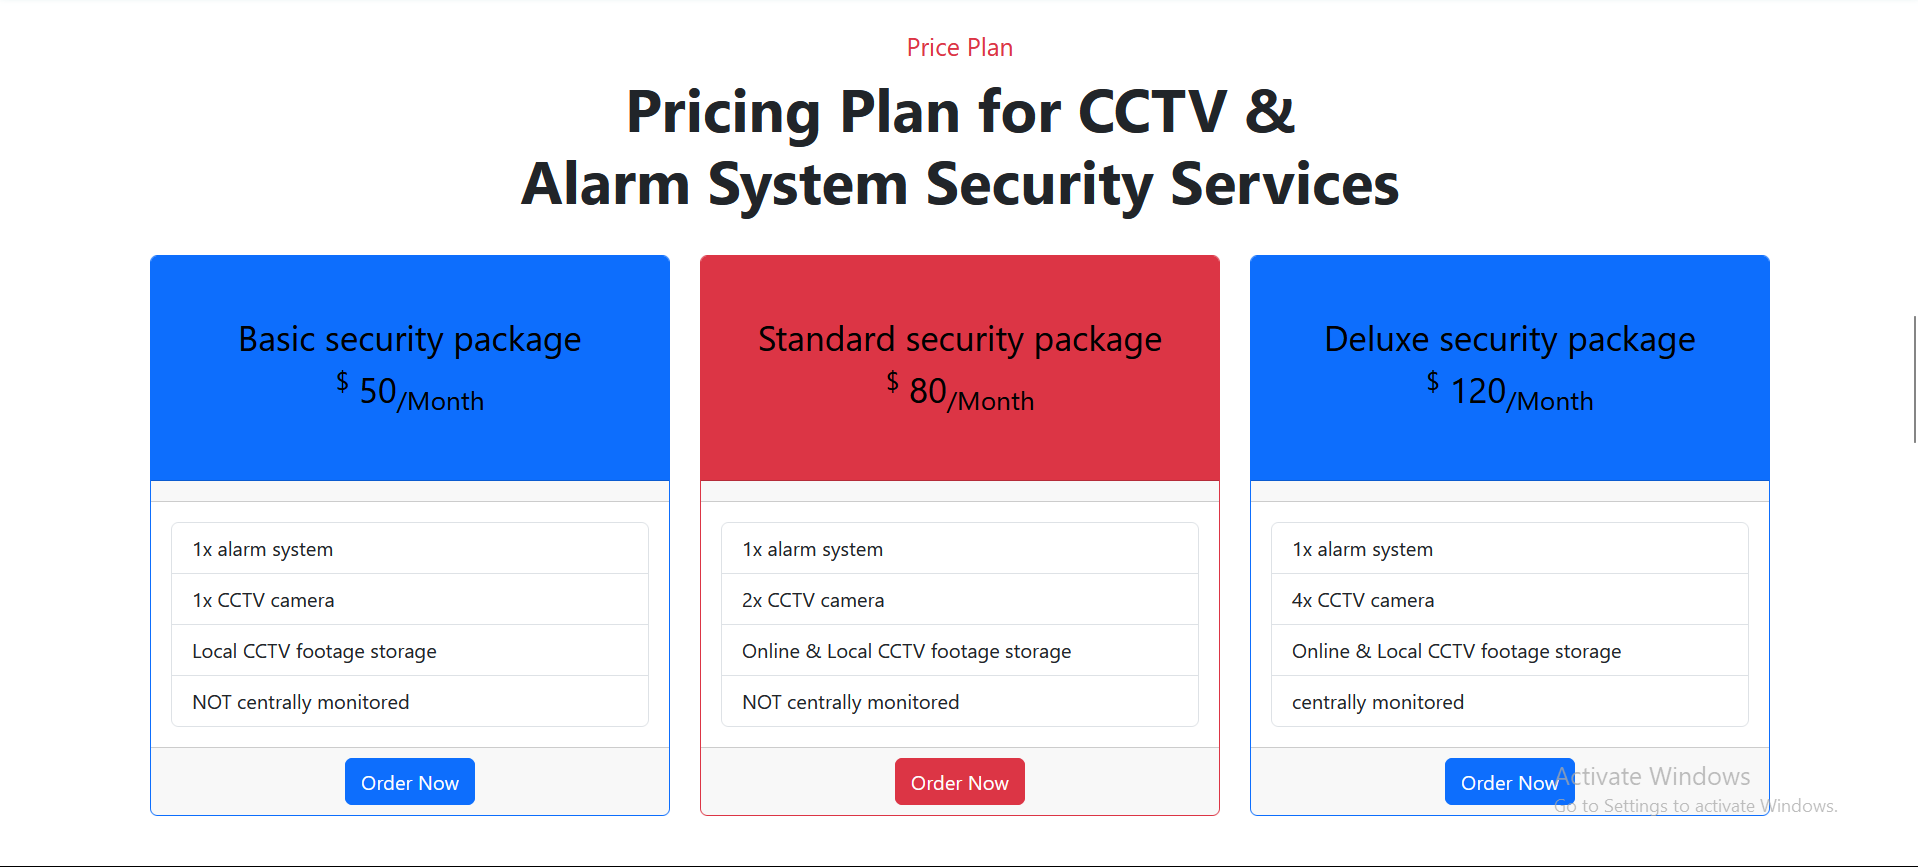 Price Plan
Pricing Plan for CCTV &
Alarm System Security Services
Basic security package
$ 50/Month
1x alarm system
1x CCTV camera
Local CCTV footage storage
NOT centrally monitored
Order Now
Standard security package
$ 80/Month
1x alarm system
2x CCTV camera
Online & Local CCTV footage storage
NOT centrally monitored
Order Now
Deluxe security package
$ 120/Month
1x alarm system
4x CCTV camera
Online & Local CCTV footage storage
centrally monitored
Order Now
Activate Windows
Go to Settings to activate Windows.